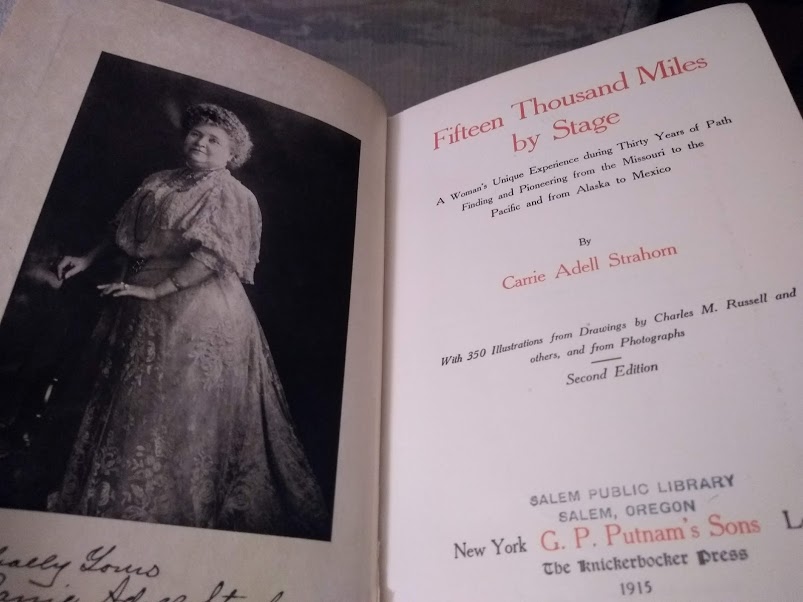 Yours
Fifteen Thousand Miles
by Stage
A Woman's Unique Experience during Thirty Years of Path
Finding and Pioneering from the Missouri to the
Pacific and from Alaska to Mexico
By
Carrie Adell Strahorn
With 350 Illustrations from Drawings by Charles M. Russell and
others, and from Photographs
Second Edition
SALEM PUBLIC LIBRARY
SALEM, OREGON
New York G. P. Putnam's Sons L
The Knickerbocker Press
1915